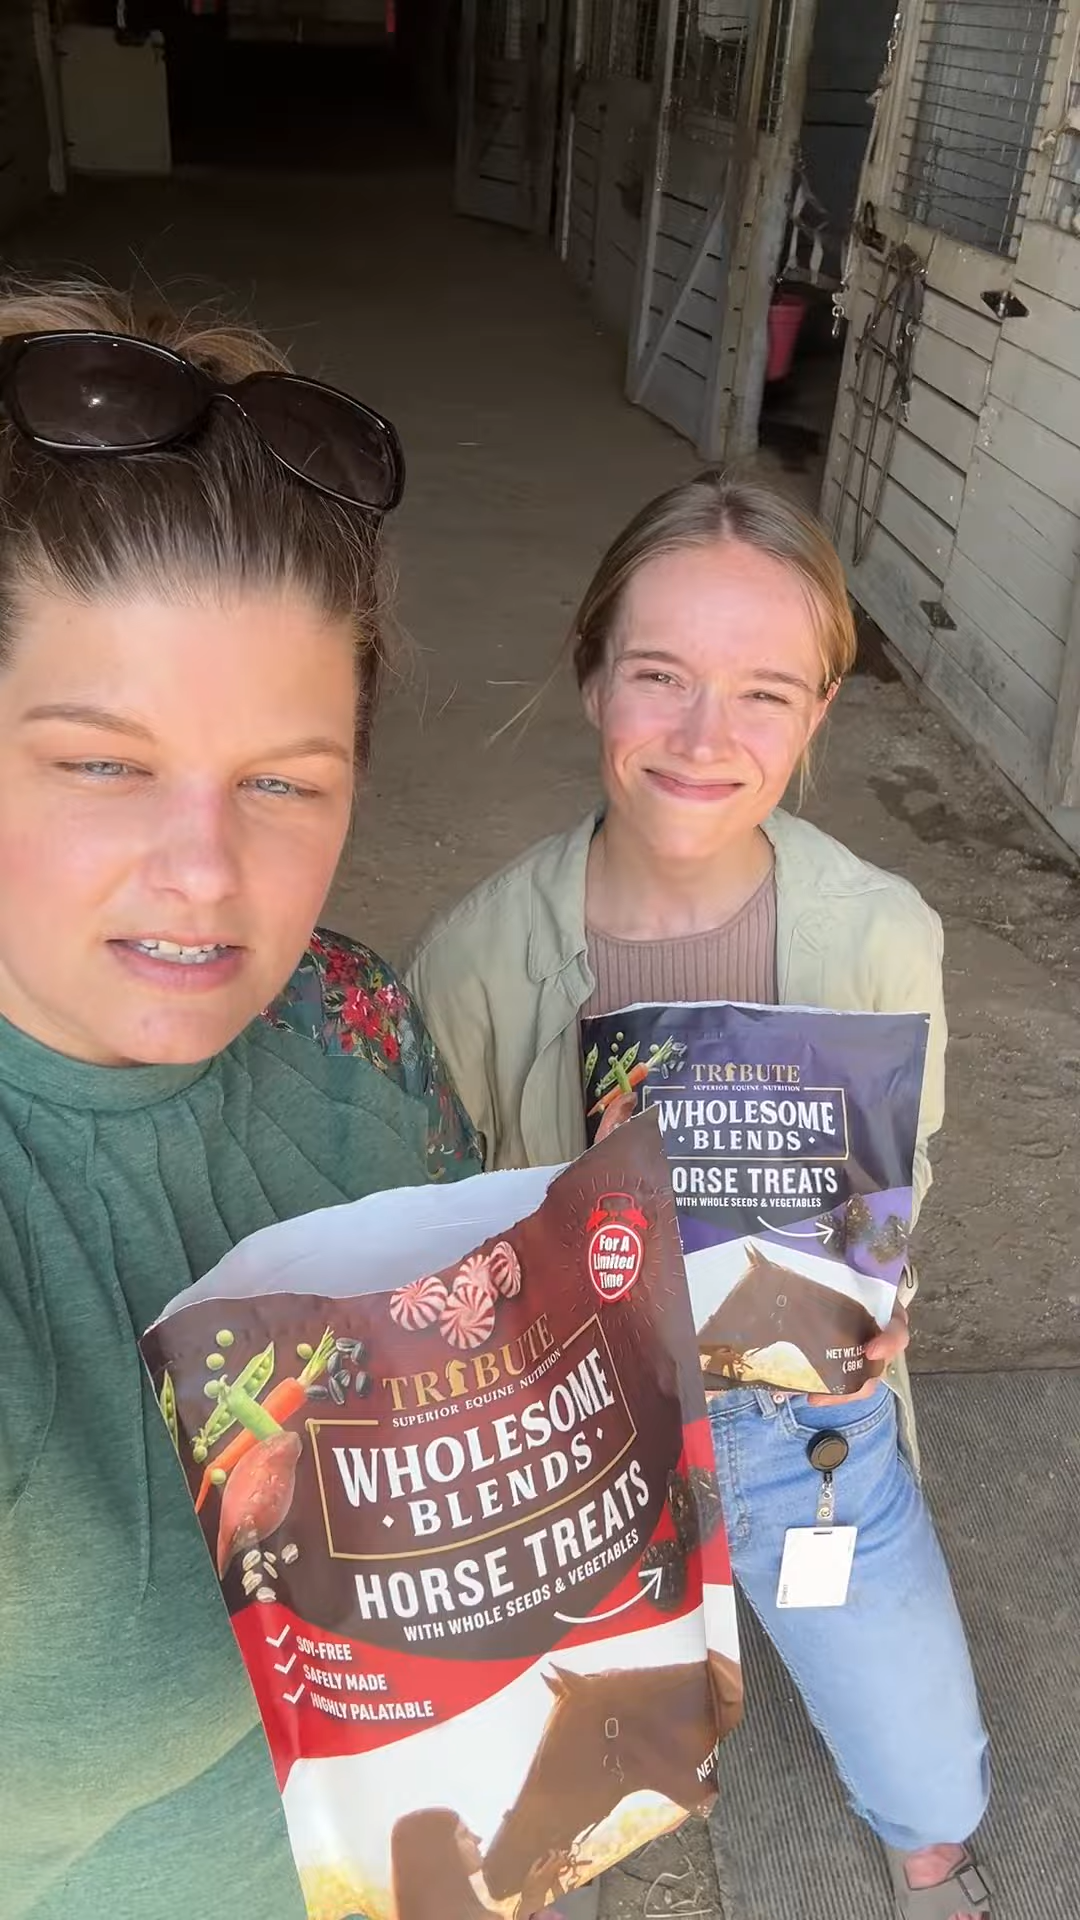 TRIBUTE
SUPERIOR EQUINE NUTRITION
WHOLESOME
• BLENDS •
ORSE TREATS
WITH WHOLE SEEDS & VEGETABLES
NET WT.
For A
Limited
Time
TRIBUTE
SUPERIOR EQUINE NUTRITION
WHOLESOME
• BLENDS •
HORSE TREATS
WITH WHOLE SEEDS & VEGETABLES
SOY-FREE
SAFELY MADE
HIGHLY PALATABLE
NET